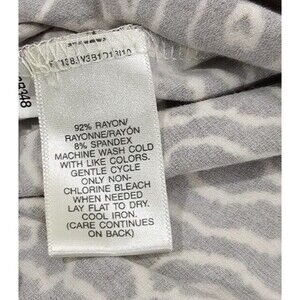 92% RAYON/
RAYONNE/RAYÓN
8% SPANDEX
MACHINE WASH COLD
WITH LIKE COLORS.
GENTLE CYCLE
ONLY NON-
CHLORINE BLEACH
WHEN NEEDED
LAY FLAT TO DRY.
COOL IRON.
(CARE CONTINUES
ON BACK)